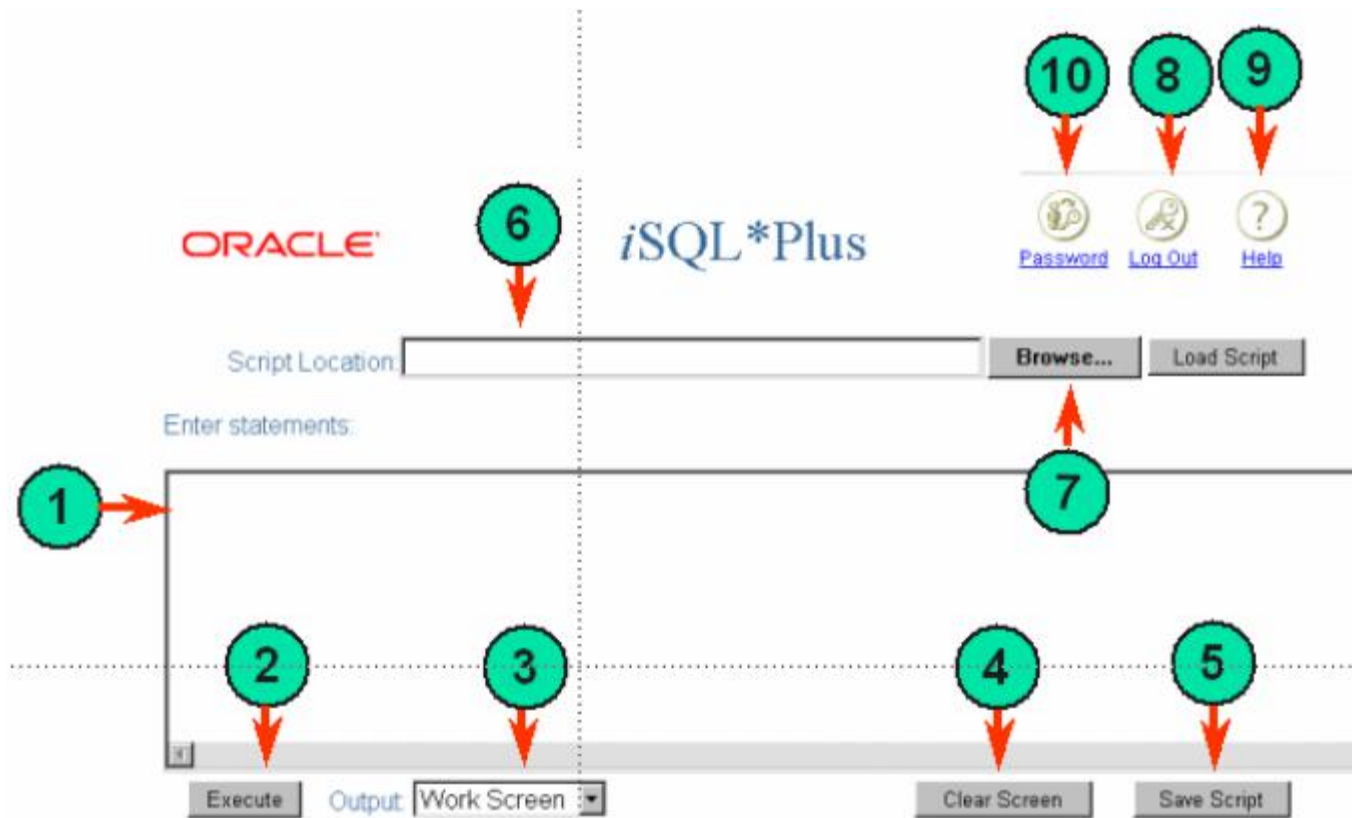 10 8 9
6
ORACLE iSQL*Plus
Password Log Out Help
Script Location: Browse... Load Script
Enter statements:
1 7
2 3 4 5
Execute Output: Work Screen Clear Screen Save Script